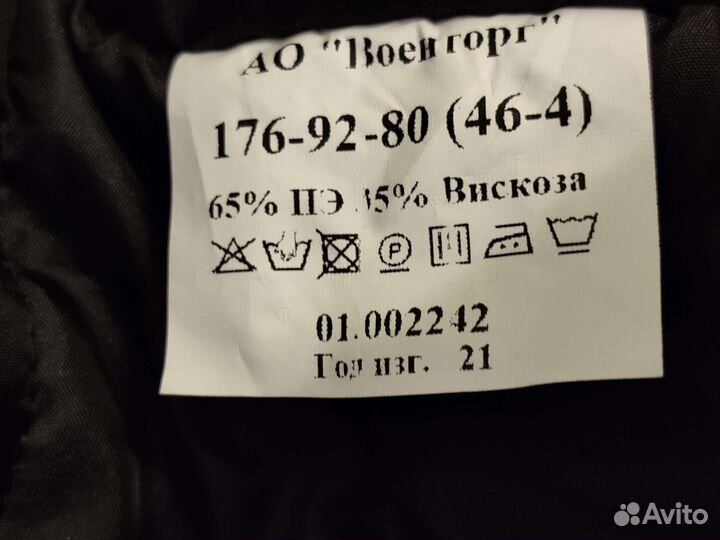 АО "Военторг"
176-92-80 (46-4)
65% ПЭ 35% Вискоза
P
01.002242
Год изг. 21
Avito